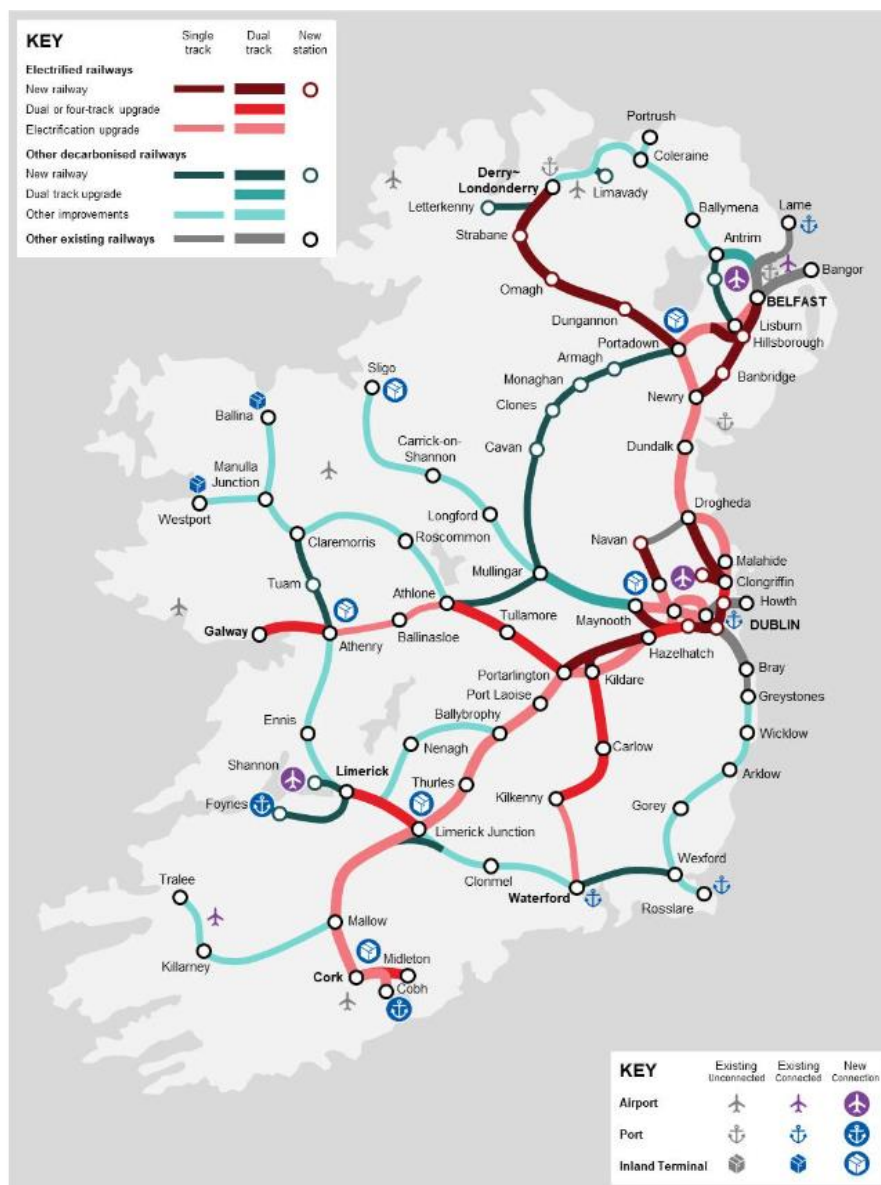 KEY
Single track
Dual track
New station
Electrified railways
New railway
Dual or four-track upgrade
Electrification upgrade
Other decarbonised railways
New railway
Dual track upgrade
Other improvements
Other existing railways
Portrush
Coleraine
Derry~
Londonderry
Limavady
Letterkenny
Ballymena
Larne
Strabane
Antrim
Bangor
Omagh
BELFAST
Dungannon
Lisburn
Portadown
Hillsborough
Armagh
Sligo
Monaghan
Banbridge
Ballina
Clones
Newry
Carrick-on-
Shannon
Cavan
Dundalk
Manulla
Junction
Westport
Longford
Drogheda
Claremorris
Roscommon
Navan
Malahide
Mullingar
Clongriffin
Tuam
Athlone
Howth
Tullamore
Maynooth
DUBLIN
Galway
Athenry
Ballinasloe
Hazelhatch
Portarlington
Kildare
Bray
Port Laoise
Greystones
Ennis
Ballybrophy
Wicklow
Nenagh
Carlow
Shannon
Limerick
Thurles
Arklow
Foynes
Kilkenny
Gorey
Limerick Junction
Wexford
Clonmel
Tralee
Waterford
Rosslare
Mallow
Killarney
Midleton
Cork
Cobh
KEY
Existing
Unconnected
Existing
Connected
New
Connection
Airport
Port
Inland Terminal